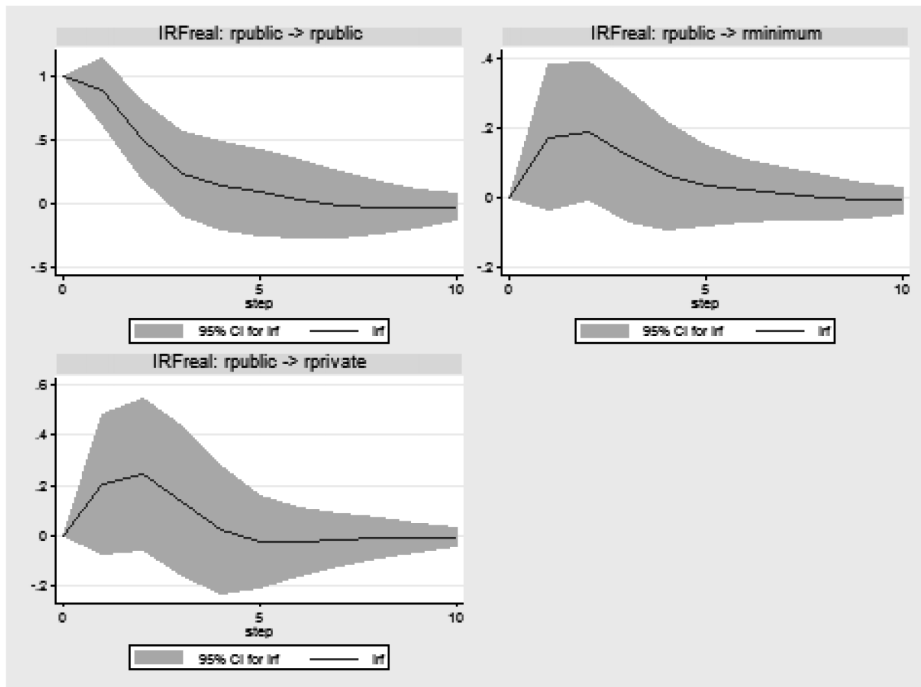 IRFreal: rpublic -> rpublic
1
.5
0
-.5
0
5
10
step
95% CI for irf
irf
IRFreal: rpublic -> rminimum
.4
.2
0
-.2
0
5
10
step
95% CI for irf
irf
IRFreal: rpublic -> rprivate
.6
.4
.2
0
-.2
0
5
10
step
95% CI for irf
irf